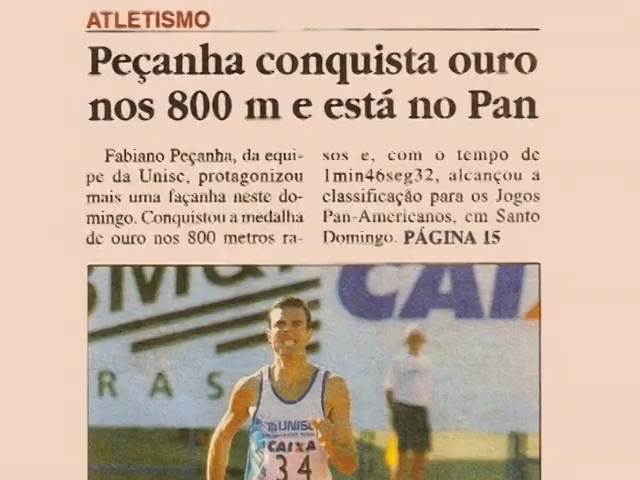 ATLETISMO
Peçanha conquista ouro
nos 800 m e está no Pan
Fabiano Peçanha, da equi-
pe da Unisc, protagonizou
mais uma façanha neste do-
mingo. Conquistou a medalha
de ouro nos 800 metros ra-
sos e, com o tempo de
1min46seg32, alcançou a
classificação para os Jogos
Pan-Americanos, em Santo
Domingo. PÁGINA 15
CAIXA
RAS
UNISC
CAIXA
34